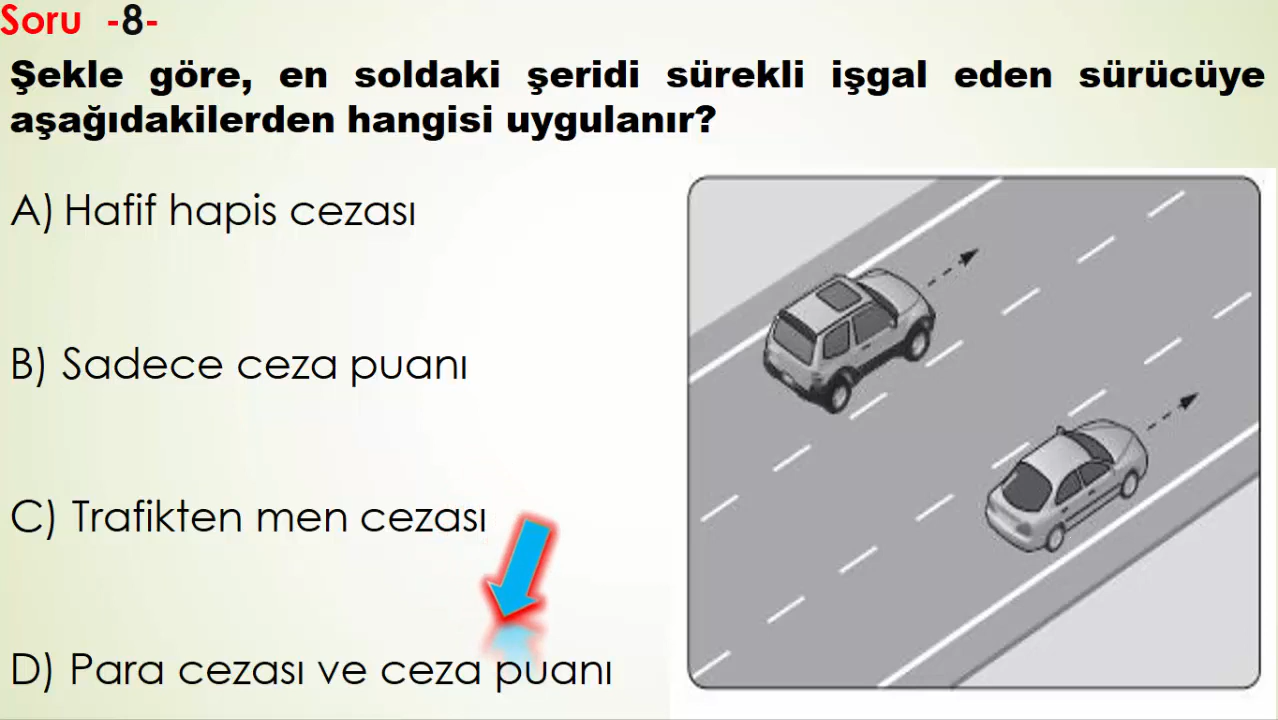 Soru -8-
Şekle göre, en soldaki şeridi sürekli işgal eden sürücüye
aşağıdakilerden hangisi uygulanır?
A) Hafif hapis cezası
B) Sadece ceza puanı
C) Trafikten men cezası
D) Para cezası ve ceza puanı